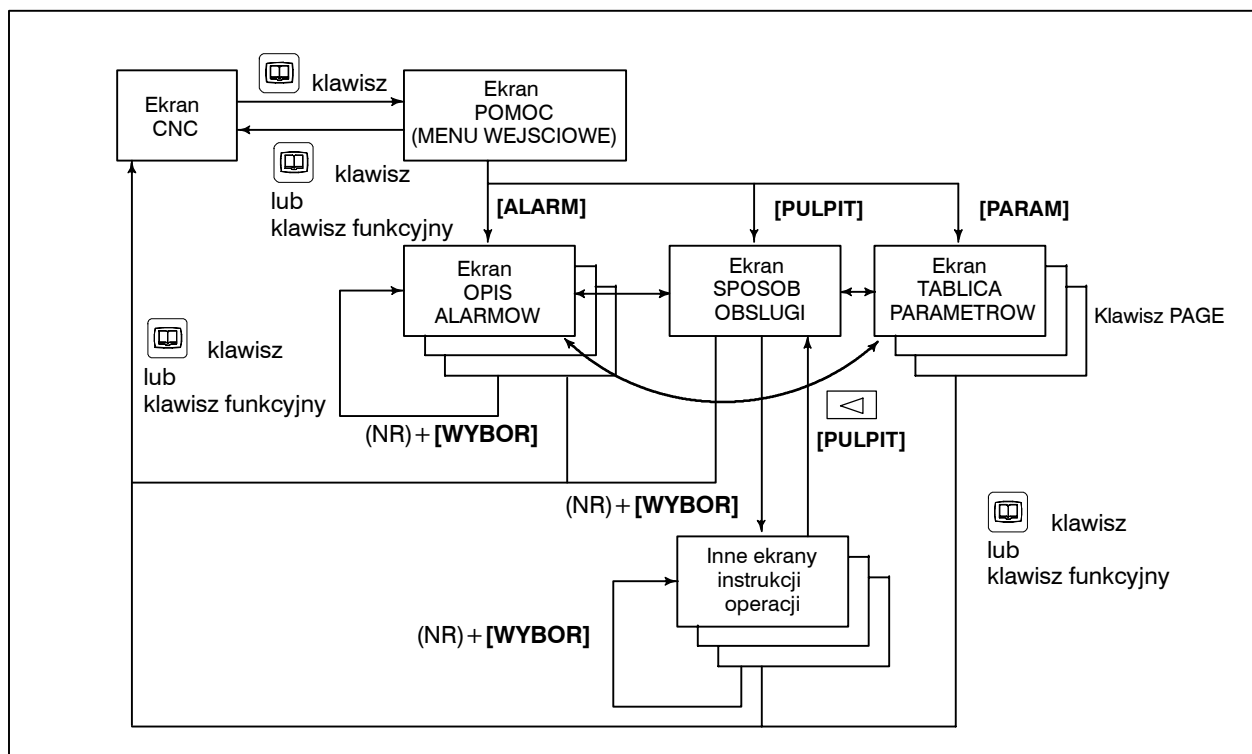 klawisz
Ekran
CNC
Ekran
POMOC
(MENU WEJSCIOWE)
klawisz
lub
klawisz funkcyjny
[ALARM]
[PULPIT]
[PARAM]
Ekran
OPIS
ALARMOW
Ekran
SPOSOB
OBSLUGI
Ekran
TABLICA
PARAMETROW
Klawisz PAGE
klawisz
lub
klawisz funkcyjny
(NR)+[WYBOR]
[PULPIT]
(NR)+[WYBOR]
klawisz
lub
klawisz funkcyjny
Inne ekrany
instrukcji
operacji
(NR)+[WYBOR]